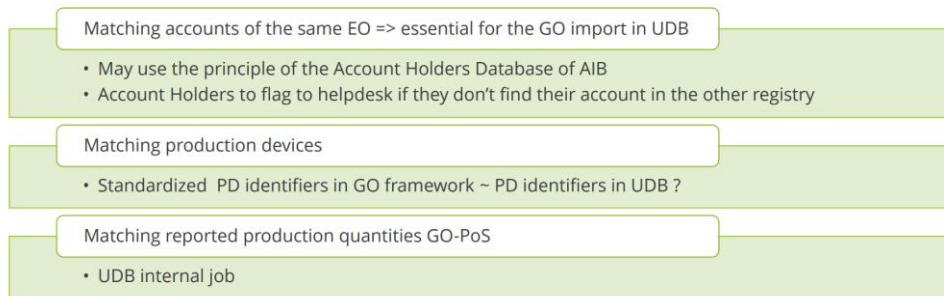 Matching accounts of the same EO => essential for the GO import in UDB
• May use the principle of the Account Holders Database of AIB
• Account Holders to flag to helpdesk if they don’t find their account in the other registry
Matching production devices
• Standardized PD identifiers in GO framework ~ PD identifiers in UDB ?
Matching reported production quantities GO-PoS
• UDB internal job